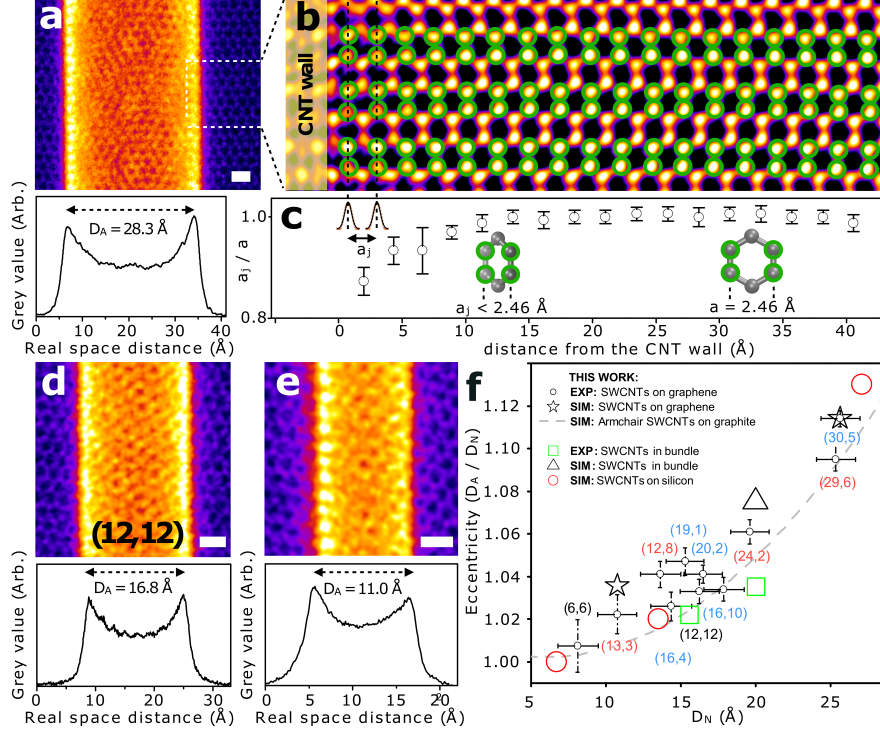 a
b
CNT wall
Grey value (Arb.)
D_A = 28.3 Å
0 10 20 30 40
Real space distance (Å)
c
a_j / a
1.0
0.8
a_j
a_j < 2.46 Å
a = 2.46 Å
0 5 10 15 20 25 30 35 40
distance from the CNT wall (Å)
d
(12,12)
Grey value (Arb.)
D_A = 16.8 Å
0 10 20 30
Real space distance (Å)
e
Grey value (Arb.)
D_A = 11.0 Å
0 5 10 15 20
2
Real space distance (Å)
f
THIS WORK:
EXP: SWCNTs on graphene
SIM: SWCNTs on graphene
SIM: Armchair SWCNTs on graphite
EXP: SWCNTs in bundle
SIM: SWCNTs in bundle
SIM: SWCNTs on silicon
Eccentricity (D_A / D_N)
1.12
1.10
1.08
1.06
1.04
1.02
1.00
(30,5)
(29,6)
(19,1)
(12,8)
(20,2)
(24,2)
(6,6)
(16,10)
(13,3)
(12,12)
(16,4)
5 10 15 20 25
D_N (Å)